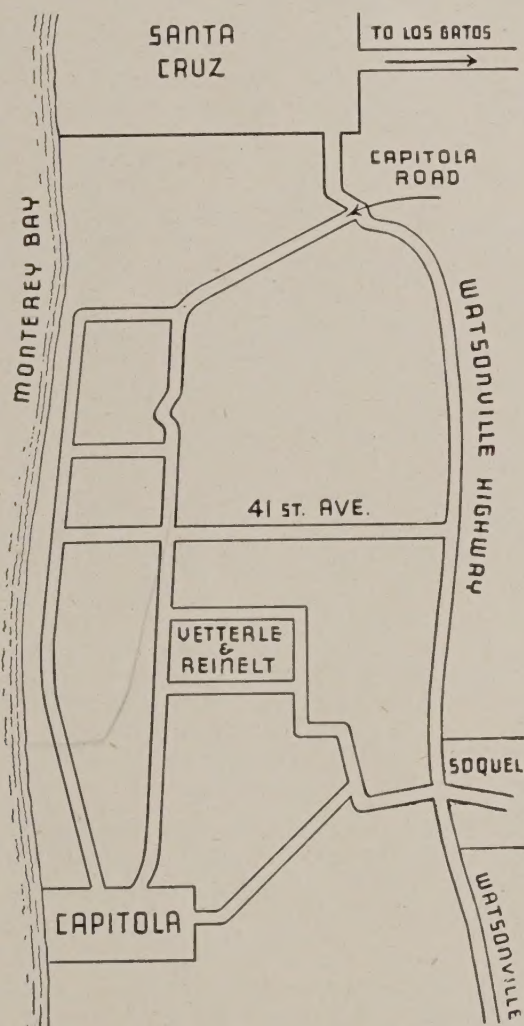 SANTA
CRUZ
TO LOS GATOS
CAPITOLA
ROAD
MONTEREY BAY
WATSONVILLE HIGHWAY
41 ST. AVE.
VETTERLE
&
REINELT
SOQUEL
CAPITOLA
WATSONVILLE